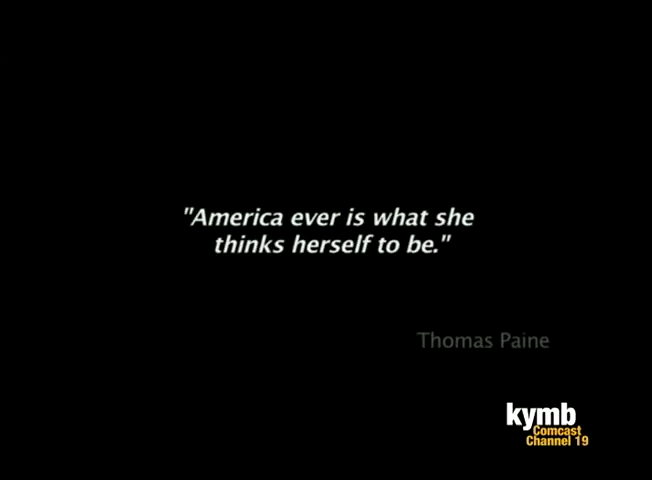 "America ever is what she
thinks herself to be."
Thomas Paine
kymb
Comcast
Channel 19